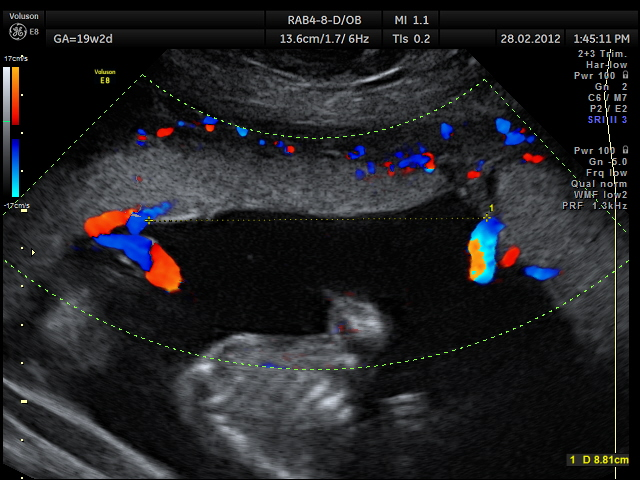 Voluson
E8
GA=19w2d
RAB4-8-D/OB
13.6cm/1.7/ 6Hz
MI 1.1
TIs 0.2
28.02.2012
1:45:11 PM
17cm/s
-17cm/s
Voluson
E8
2+3 Trim.
Har-low
Pwr 100
Gn 2
C6 / M7
P2 / E2
SRI II 3
Pwr 100
Gn -5.0
Frq low
Qual norm
WMF low2
PRF 1.3kHz
1
1 D 8.81cm